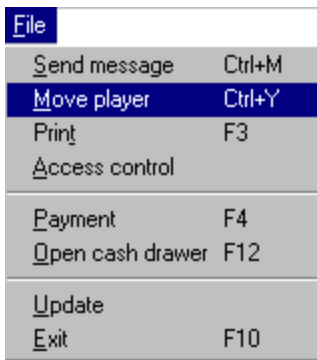 File
Send message Ctrl+M
Move player Ctrl+Y
Print F3
Access control
Payment F4
Open cash drawer F12
Update
Exit F10